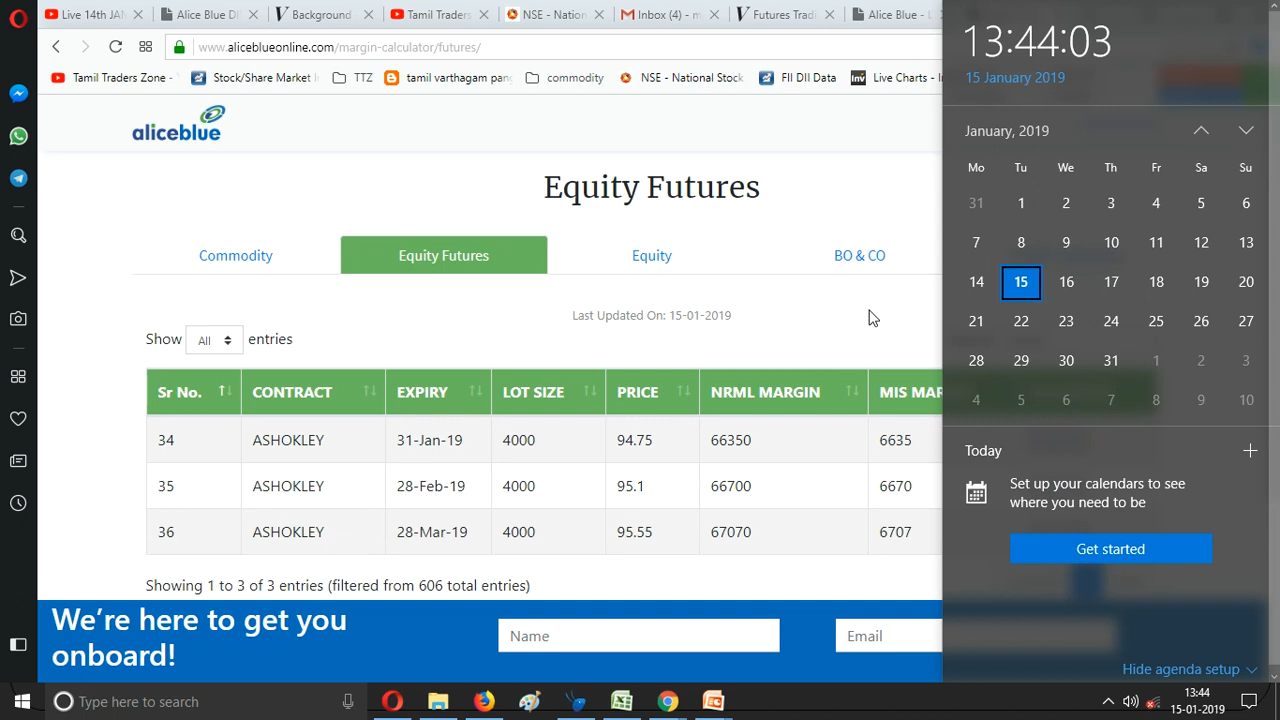 Live 14th JAN
Alice Blue D
Background
Tamil Traders
NSE - Nation
Inbox (4) - m
Futures Tradi
Alice Blue - L
www.aliceblueonline.com/margin-calculator/futures/
Tamil Traders Zone -
Stock/Share Market
TTZ
tamil varthagam pang
commodity
NSE - National Stock
FII DII Data
Live Charts - In
aliceblue
Equity Futures
Commodity
Equity Futures
Equity
BO & CO
Last Updated On: 15-01-2019
Show All entries
Sr No. CONTRACT EXPIRY LOT SIZE PRICE NRML MARGIN MIS MAR
34 ASHOKLEY 31-Jan-19 4000 94.75 66350 6635
35 ASHOKLEY 28-Feb-19 4000 95.1 66700 6670
36 ASHOKLEY 28-Mar-19 4000 95.55 67070 6707
Showing 1 to 3 of 3 entries (filtered from 606 total entries)
We're here to get you
onboard!
Name
Email
13:44:03
15 January 2019
January, 2019
Mo Tu We Th Fr Sa Su
31 1 2 3 4 5 6
7 8 9 10 11 12 13
14 15 16 17 18 19 20
21 22 23 24 25 26 27
28 29 30 31 1 2 3
4 5 6 7 8 9 10
Today
Set up your calendars to see
where you need to be
Get started
Hide agenda setup
Type here to search
13:44
15-01-2019